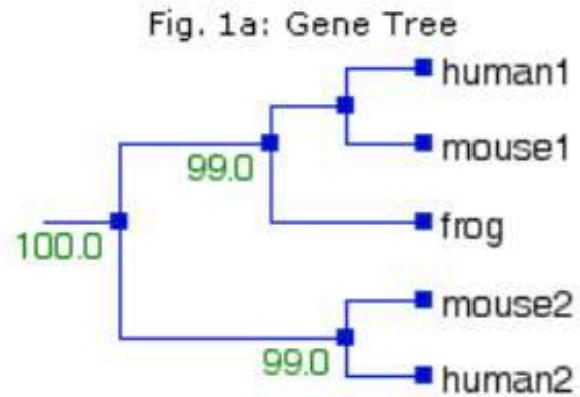 Fig. 1a: Gene Tree
human1
mouse1
99.0
frog
100.0
mouse2
99.0
human2